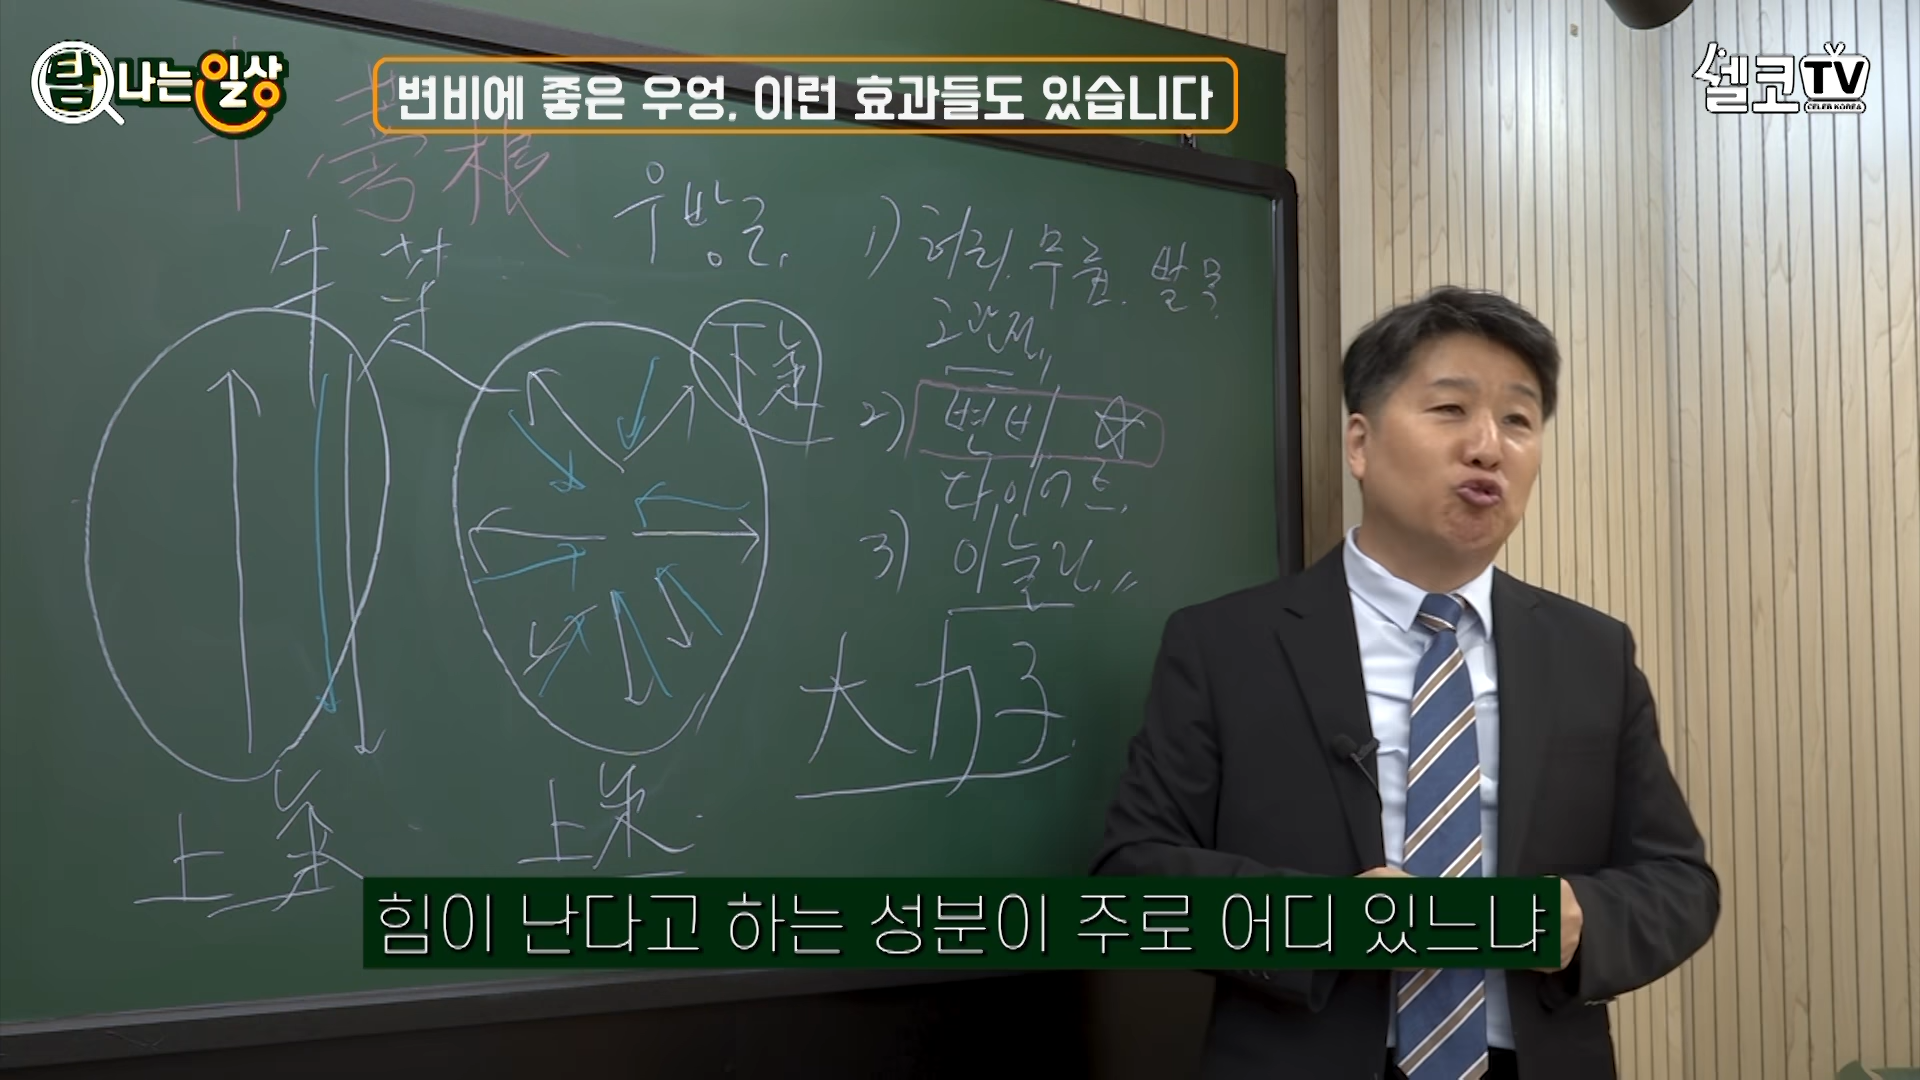 큼나는일상
변비에 좋은 우엉, 이런 효과들도 있습니다
셀코TV
CELEB KOREA
牛蒡根
우방근
牛蒡
1) 허리. 무릎. 발목
고관절
下焦
2) 변비 ☆
다이어트
3) 이눌린
大力子
上焦
上焦
힘이 난다고 하는 성분이 주로 어디 있느냐